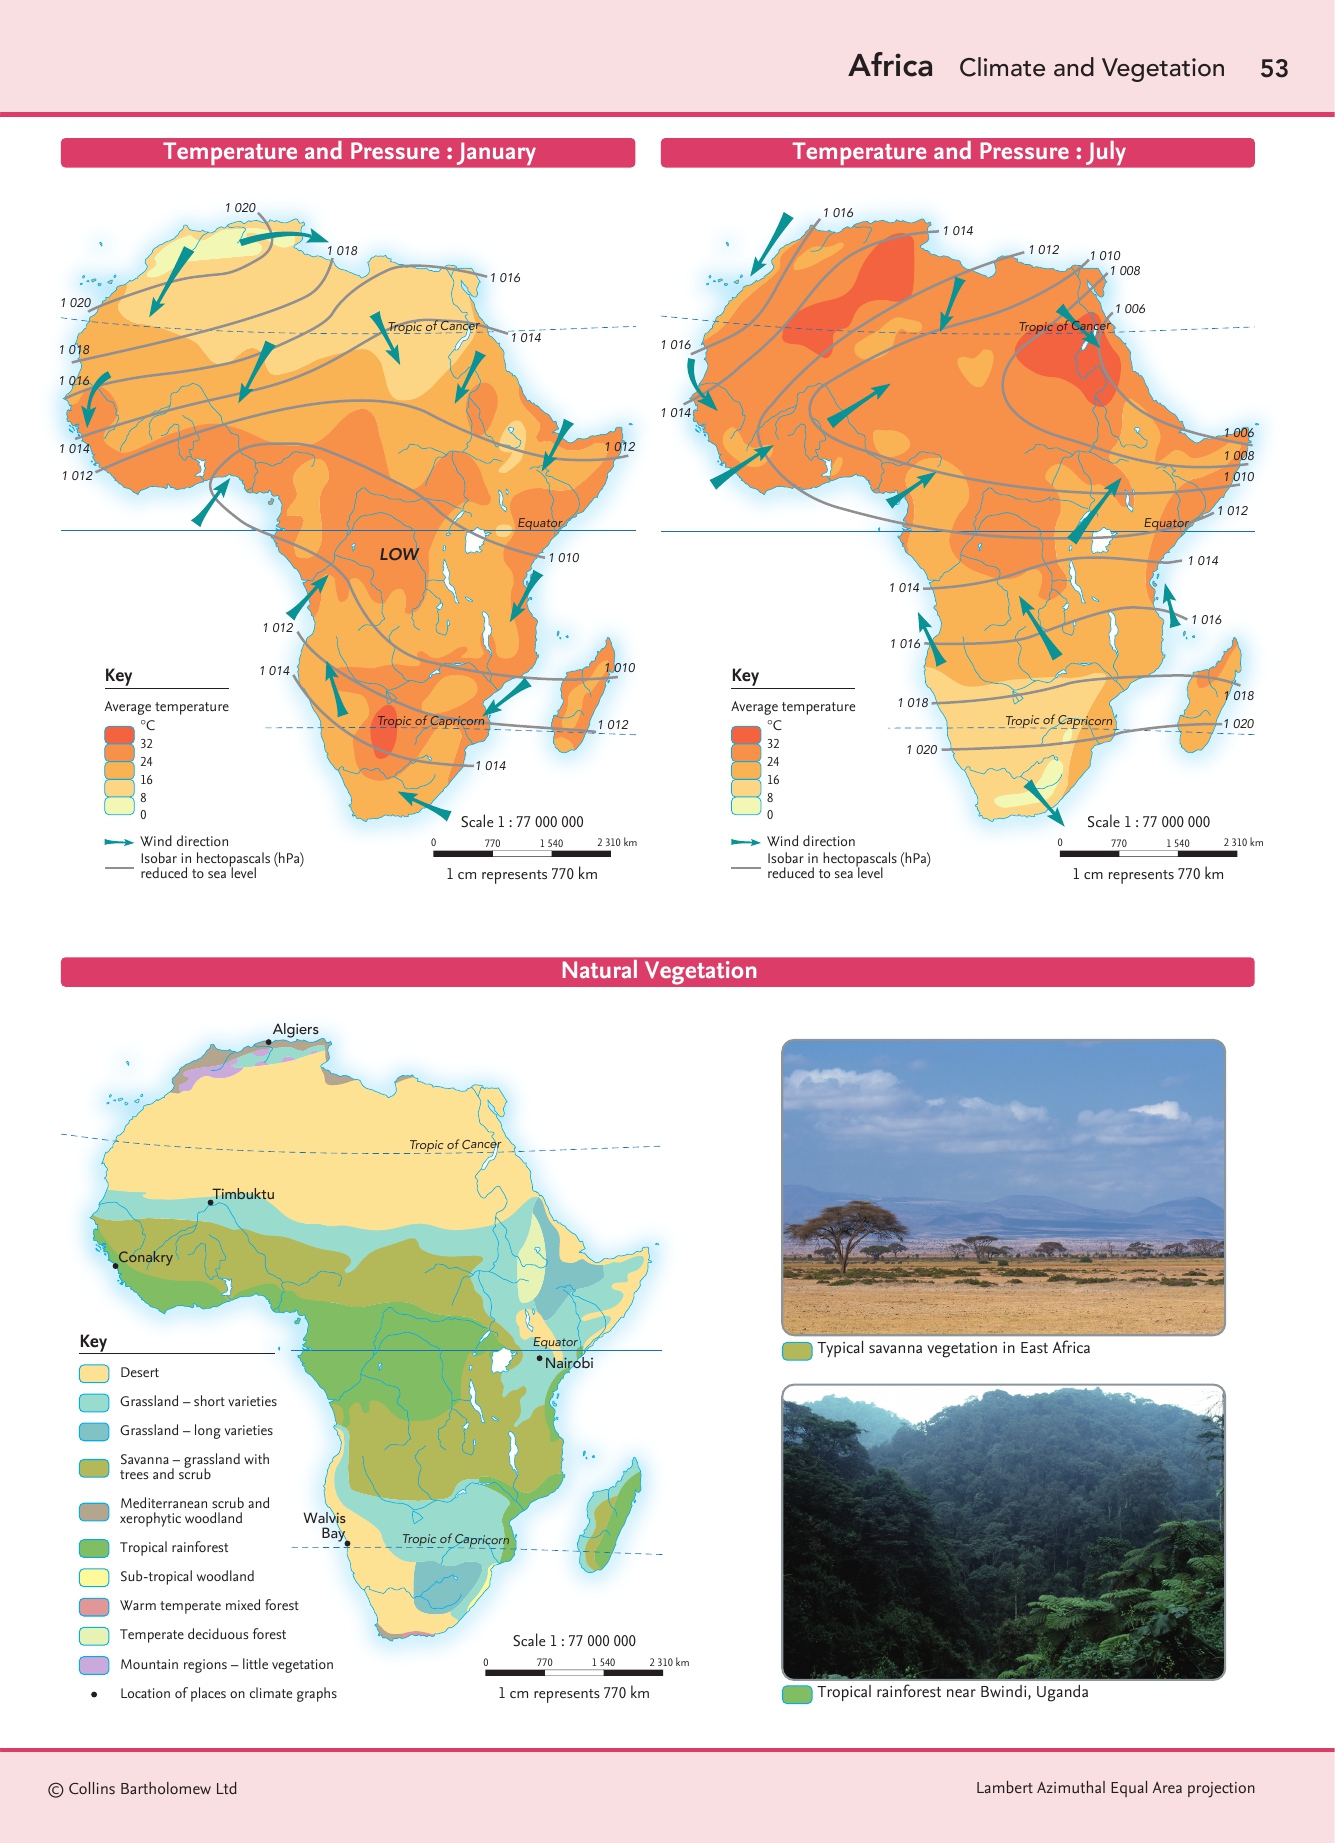 Africa Climate and Vegetation 53
Temperature and Pressure : January
1 020
1 018
1 016
1 020
Tropic of Cancer
1 014
1 018
1 016
1 014
1 012
1 012
Equator
LOW
1 010
1 012
1 014
1 010
Tropic of Capricorn
1 012
1 014
Key
Average temperature
°C
32
24
16
8
0
Wind direction
Isobar in hectopascals (hPa)
reduced to sea level
Scale 1 : 77 000 000
0 770 1 540 2 310 km
1 cm represents 770 km
Temperature and Pressure : July
1 016
1 014
1 012
1 010
1 008
1 006
Tropic of Cancer
1 016
1 014
1 006
1 008
1 010
1 012
Equator
1 014
1 014
1 016
1 016
1 018
1 018
Tropic of Capricorn
1 020
1 020
Key
Average temperature
°C
32
24
16
8
0
Wind direction
Isobar in hectopascals (hPa)
reduced to sea level
Scale 1 : 77 000 000
0 770 1 540 2 310 km
1 cm represents 770 km
Natural Vegetation
Algiers
Tropic of Cancer
Timbuktu
Conakry
Equator
Nairobi
Walvis
Bay
Tropic of Capricorn
Key
Desert
Grassland – short varieties
Grassland – long varieties
Savanna – grassland with
trees and scrub
Mediterranean scrub and
xerophytic woodland
Tropical rainforest
Sub-tropical woodland
Warm temperate mixed forest
Temperate deciduous forest
Mountain regions – little vegetation
Location of places on climate graphs
Scale 1 : 77 000 000
0 770 1 540 2 310 km
1 cm represents 770 km
Typical savanna vegetation in East Africa
Tropical rainforest near Bwindi, Uganda
© Collins Bartholomew Ltd
Lambert Azimuthal Equal Area projection